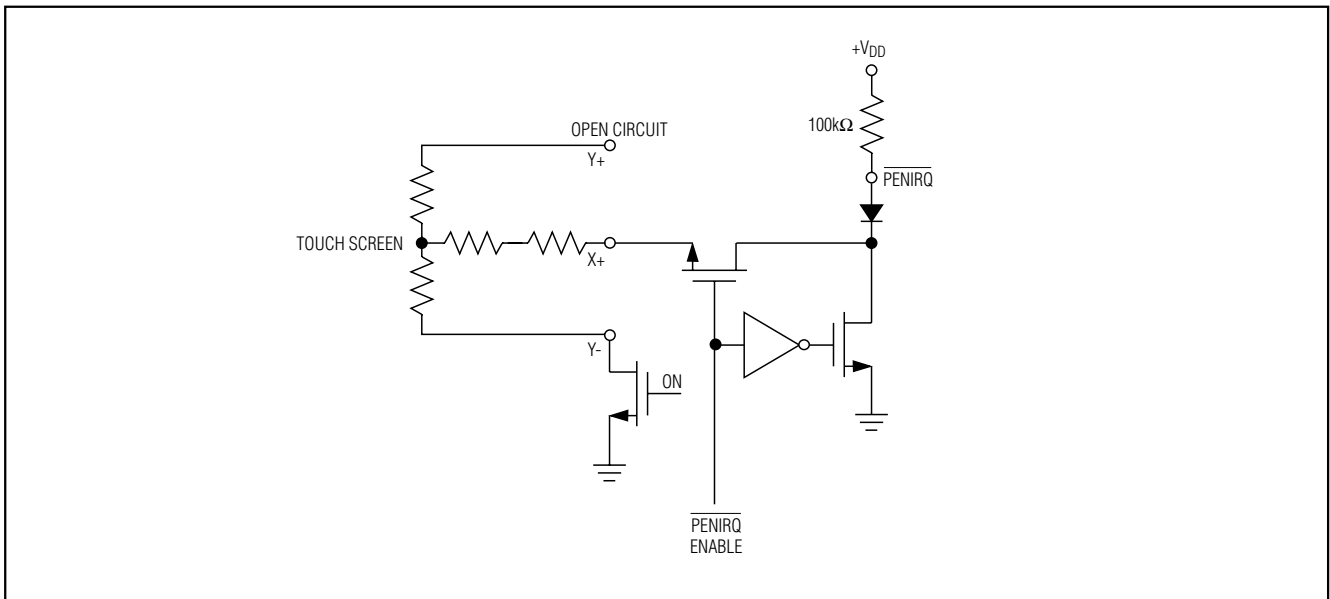 +VDD
100kΩ
OPEN CIRCUIT
Y+
PENIRQ
TOUCH SCREEN
X+
Y-
ON
PENIRQ
ENABLE